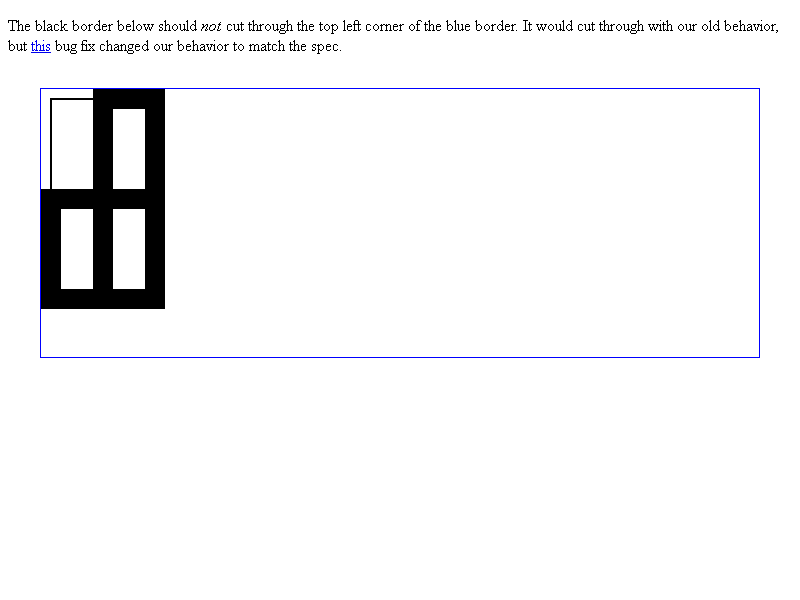 The black border below should not cut through the top left corner of the blue border. It would cut through with our old behavior,
but this bug fix changed our behavior to match the spec.